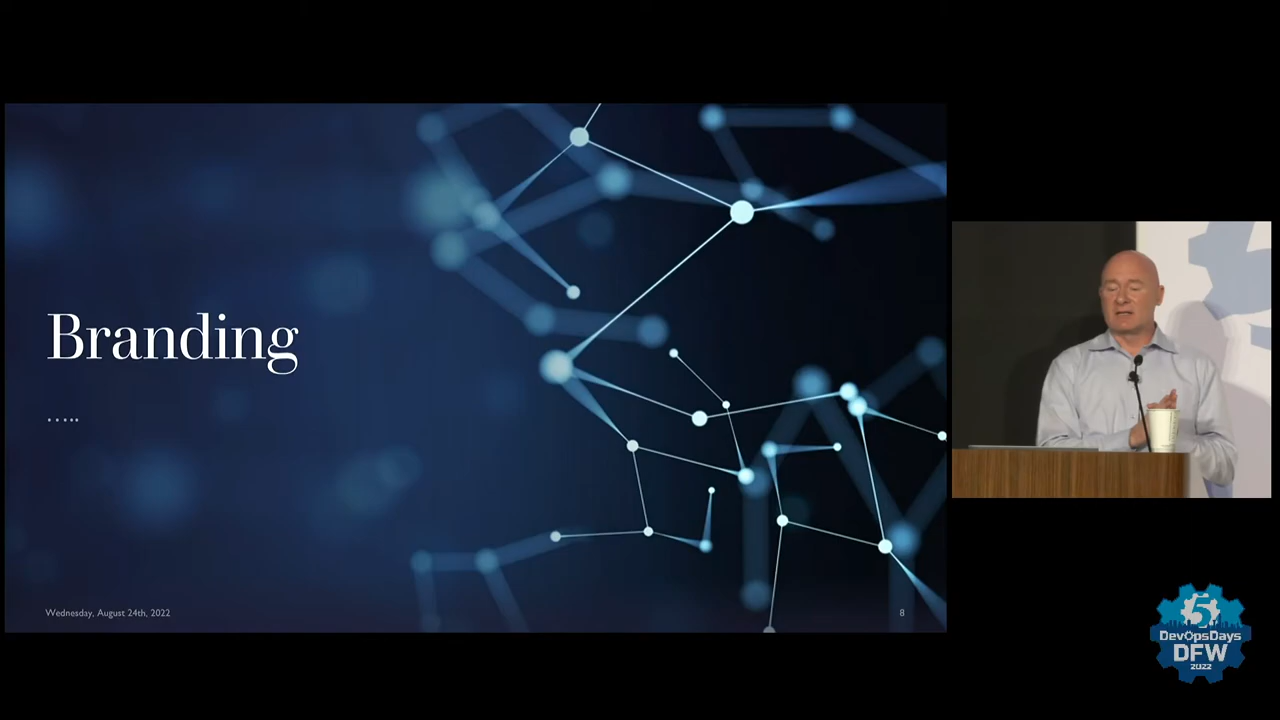 Branding
.....
Wednesday, August 24th, 2022
8
5
DevOpsDays
DFW
2022